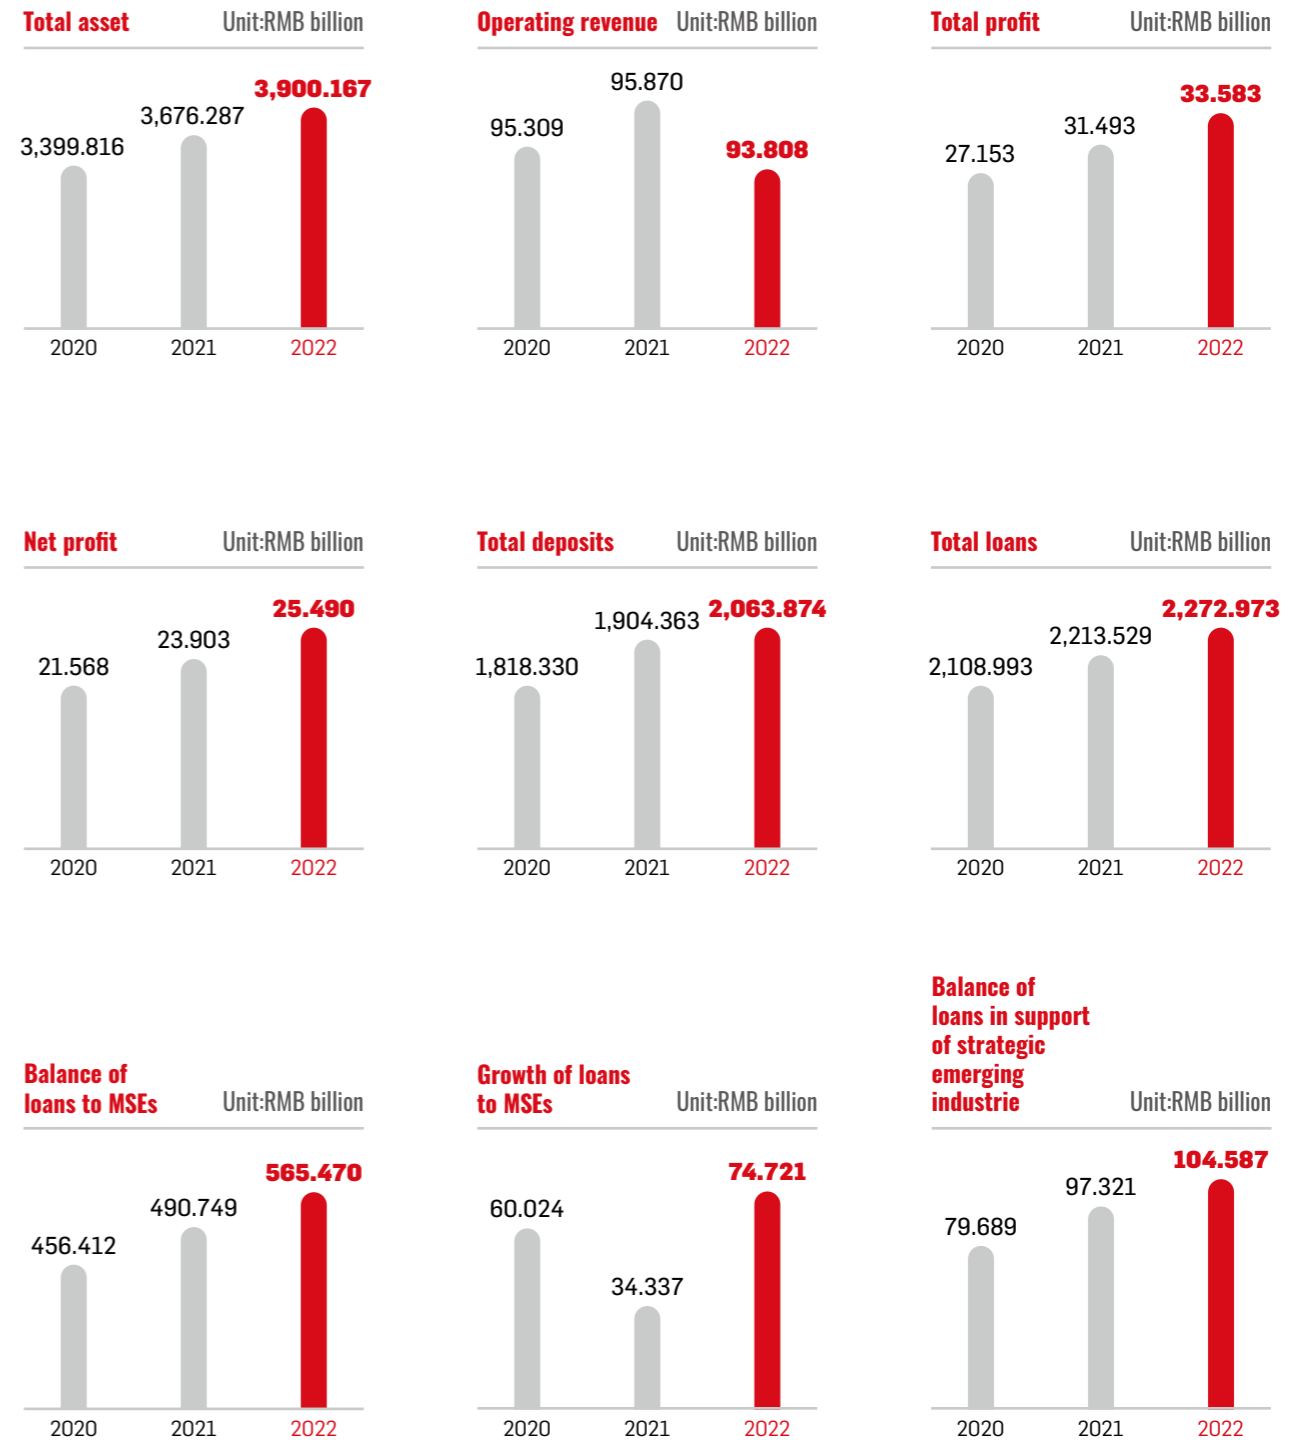 Total asset Unit:RMB billion
3,399.816
3,676.287
3,900.167
2020 2021 2022
Operating revenue Unit:RMB billion
95.309
95.870
93.808
2020 2021 2022
Total profit Unit:RMB billion
27.153
31.493
33.583
2020 2021 2022
Net profit Unit:RMB billion
21.568
23.903
25.490
2020 2021 2022
Total deposits Unit:RMB billion
1,818.330
1,904.363
2,063.874
2020 2021 2022
Total loans Unit:RMB billion
2,108.993
2,213.529
2,272.973
2020 2021 2022
Balance of
loans to MSEs Unit:RMB billion
456.412
490.749
565.470
2020 2021 2022
Growth of loans
to MSEs Unit:RMB billion
60.024
34.337
74.721
2020 2021 2022
Balance of
loans in support
of strategic
emerging
industrie Unit:RMB billion
79.689
97.321
104.587
2020 2021 2022